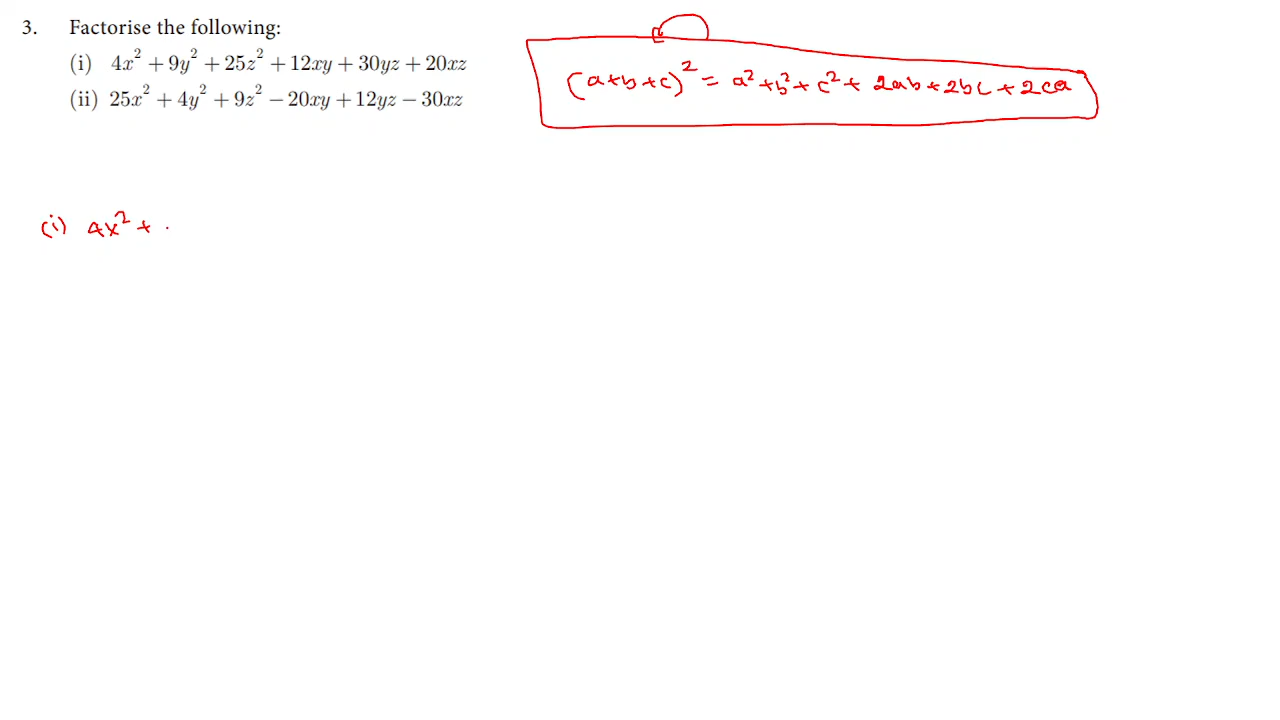 3. Factorise the following:
(i) 4x² + 9y² + 25z² + 12xy + 30yz + 20xz
(ii) 25x² + 4y² + 9z² − 20xy + 12yz − 30xz
(a+b+c)² = a² + b² + c² + 2ab + 2bc + 2ca
(i) 4x² +